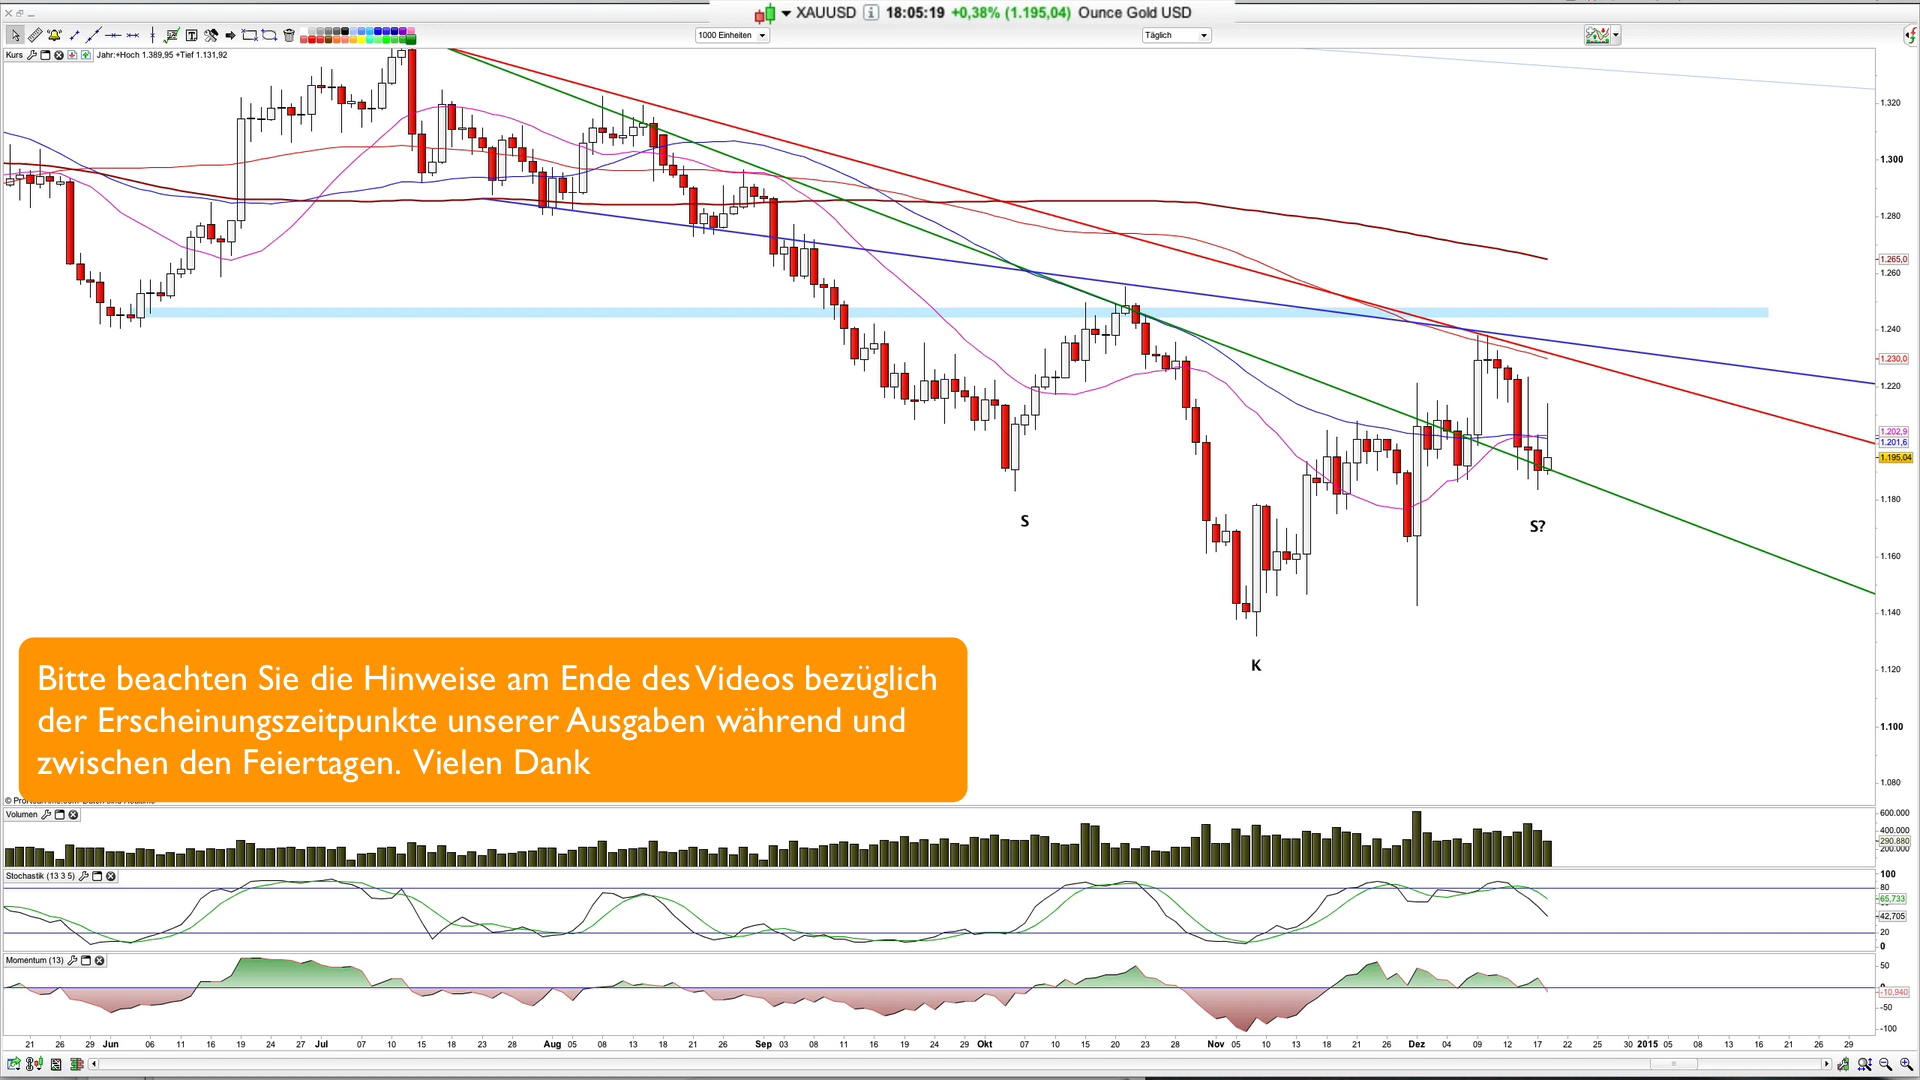 XAUUSD 18:05:19 +0,38% (1.195,04) Ounce Gold USD
1000 Einheiten
Täglich
Kurs Jahr:+Hoch 1.389,95 +Tief 1.131,92
1.320
1.300
1.280
1.265,0
1.260
1.240
1.230,0
1.220
1.202,9
1.201,6
1.195,04
1.180
1.160
1.140
1.120
1.100
1.080
S
S?
K
Bitte beachten Sie die Hinweise am Ende des Videos bezüglich
der Erscheinungszeitpunkte unserer Ausgaben während und
zwischen den Feiertagen. Vielen Dank
Volumen
600.000
400.000
290.880
200.000
Stochastik (13 3 5)
100
80
65,733
42,705
20
0
Momentum (13)
50
0
-10,940
-50
-100
21 26 29 Jun 06 11 16 19 24 Jul 07 10 15 18 23 28 Aug 05 08 13 18 21 26 Sep 03 08 11 16 19 24 29 Okt 07 10 15 20 23 28 Nov 05 10 13 18 21 26 Dez 04 09 12 17 22 25 30 2015 05 08 13 16 21 26 29